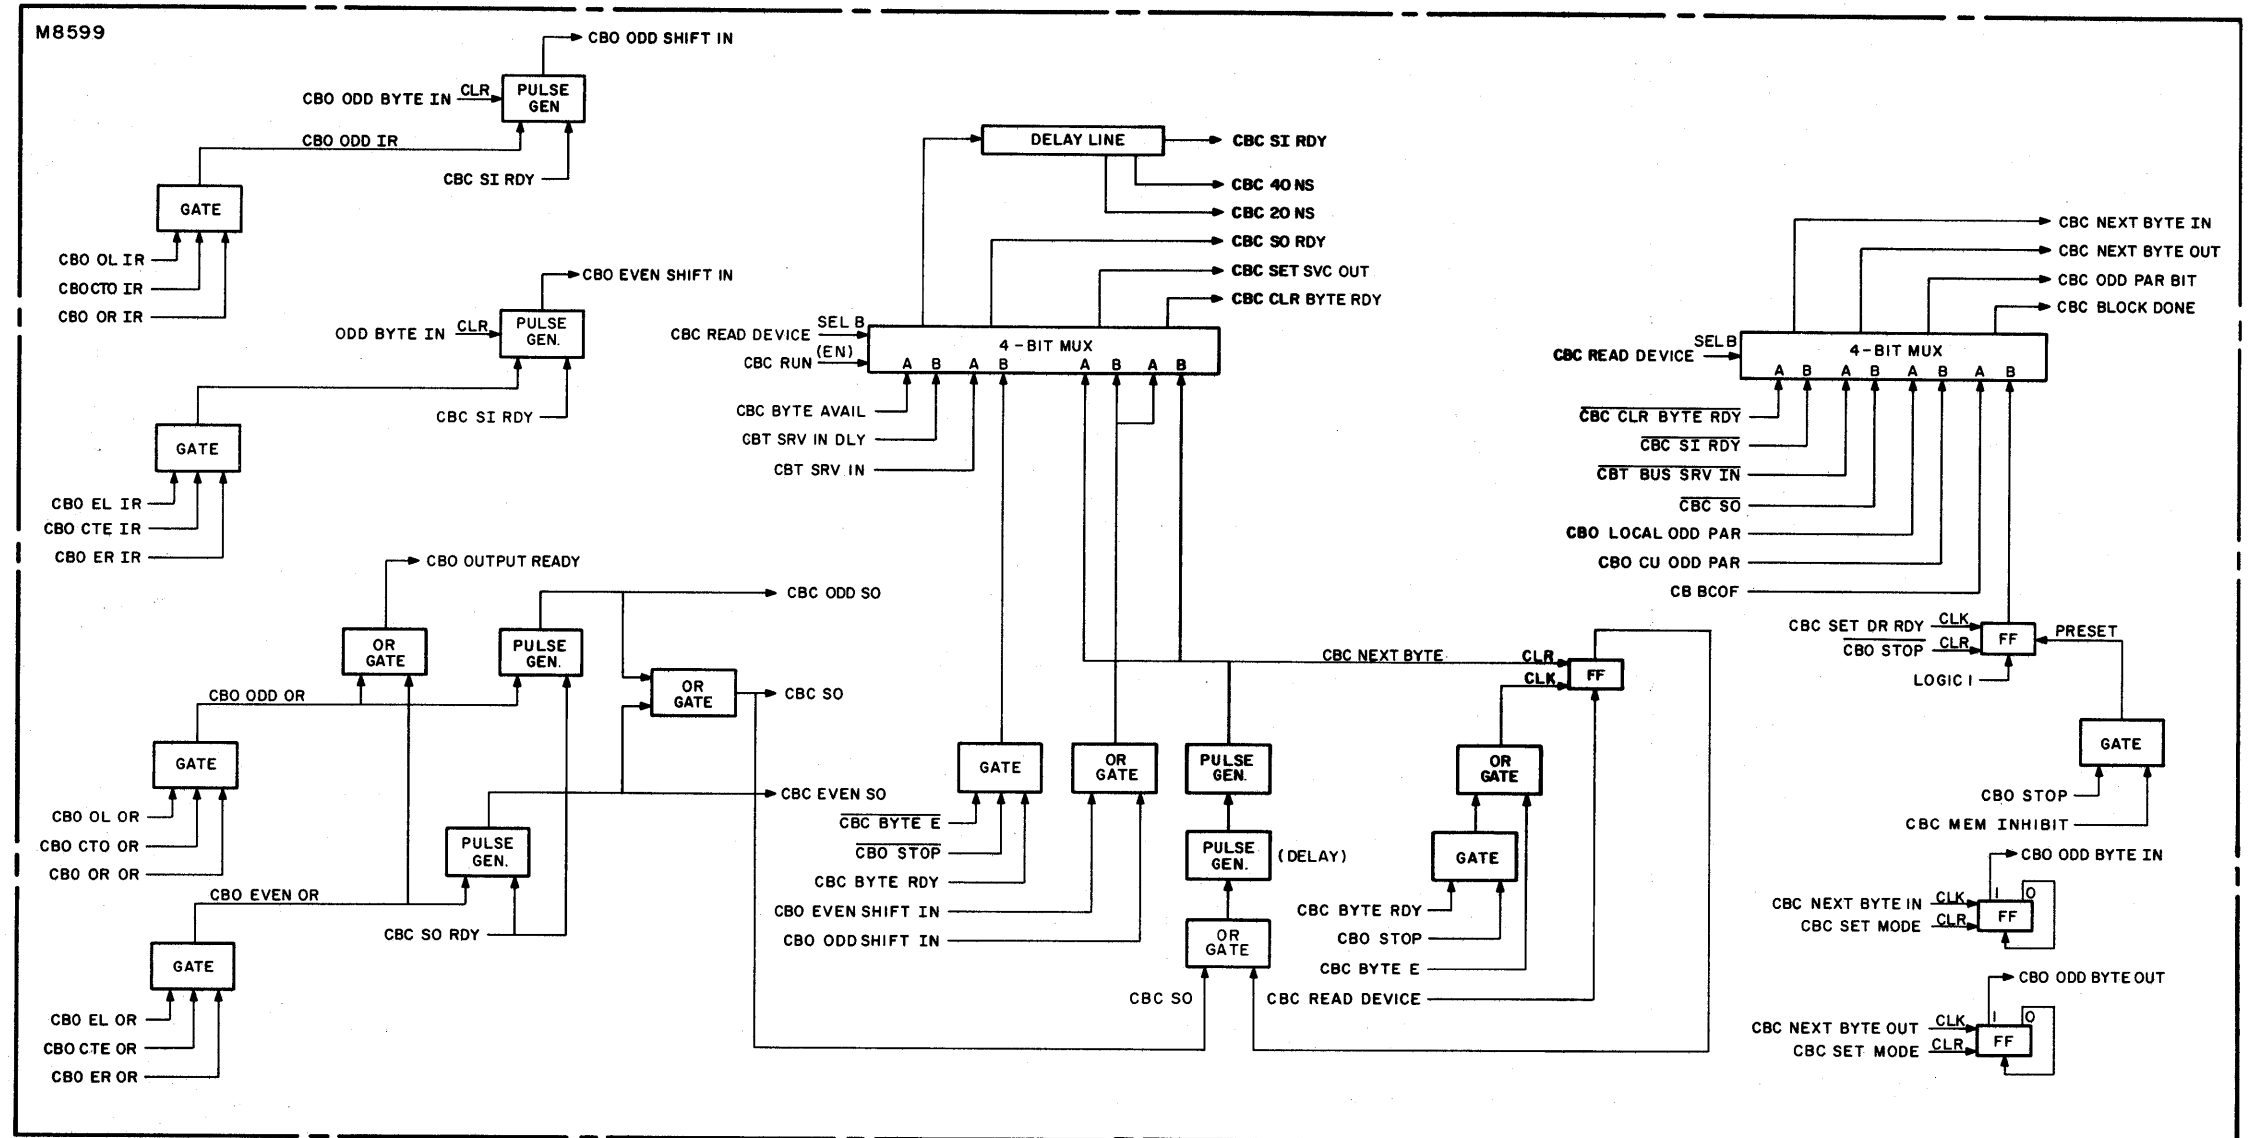 M8599
CBO ODD SHIFT IN
PULSE
GEN
CBO ODD BYTE IN
CLR
CBO ODD IR
CBC SI RDY
GATE
CBO OL IR
CBO CTO IR
CBO OR IR
CBO EVEN SHIFT IN
PULSE
GEN.
ODD BYTE IN
CLR
CBC SI RDY
GATE
CBO EL IR
CBO CTE IR
CBO ER IR
CBO OUTPUT READY
OR
GATE
CBC ODD SO
PULSE
GEN.
OR
GATE
CBC SO
CBO ODD OR
GATE
CBO OL OR
CBO CTO OR
CBO OR OR
CBC EVEN SO
PULSE
GEN.
CBO EVEN OR
CBC SO RDY
GATE
CBO EL OR
CBO CTE OR
CBO ER OR
DELAY LINE
CBC SI RDY
CBC 40 NS
CBC 20 NS
CBC SO RDY
CBC SET SVC OUT
CBC CLR BYTE RDY
CBC READ DEVICE
SEL B
CBC RUN
(EN)
4-BIT MUX
A B A B A B A B
CBC BYTE AVAIL
CBT SRV IN DLY
CBT SRV IN
GATE
OR
GATE
PULSE
GEN.
CBC BYTE E
CBO STOP
CBC BYTE RDY
CBO EVEN SHIFT IN
CBO ODD SHIFT IN
PULSE
GEN.
(DELAY)
OR
GATE
CBC SO
CBC NEXT BYTE
CLR
CLK
FF
OR
GATE
GATE
CBC BYTE RDY
CBO STOP
CBC BYTE E
CBC READ DEVICE
CBC NEXT BYTE IN
CBC NEXT BYTE OUT
CBC ODD PAR BIT
CBC BLOCK DONE
CBC READ DEVICE
SEL B
4-BIT MUX
A B A B A B A B
CBC CLR BYTE RDY
CBC SI RDY
CBT BUS SRV IN
CBC SO
CBO LOCAL ODD PAR
CBO CU ODD PAR
CB BCOF
CBC SET DR RDY
CLK
CBO STOP
CLR
LOGIC 1
FF
PRESET
GATE
CBO STOP
CBC MEM INHIBIT
CBO ODD BYTE IN
1 0
CBC NEXT BYTE IN
CLK
CBC SET MODE
CLR
FF
CBO ODD BYTE OUT
1 0
CBC NEXT BYTE OUT
CLK
CBC SET MODE
CLR
FF